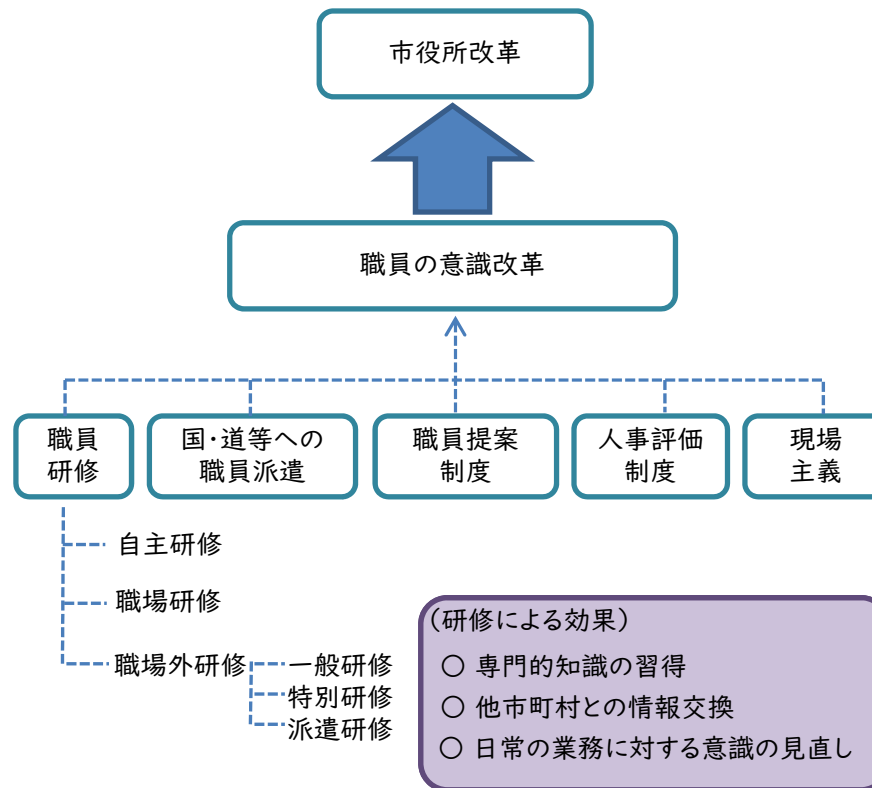 市役所改革
職員の意識改革
職員
研修
国・道等への
職員派遣
職員提案
制度
人事評価
制度
現場
主義
自主研修
職場研修
職場外研修
一般研修
特別研修
派遣研修
(研修による効果)
○ 専門的知識の習得
○ 他市町村との情報交換
○ 日常の業務に対する意識の見直し